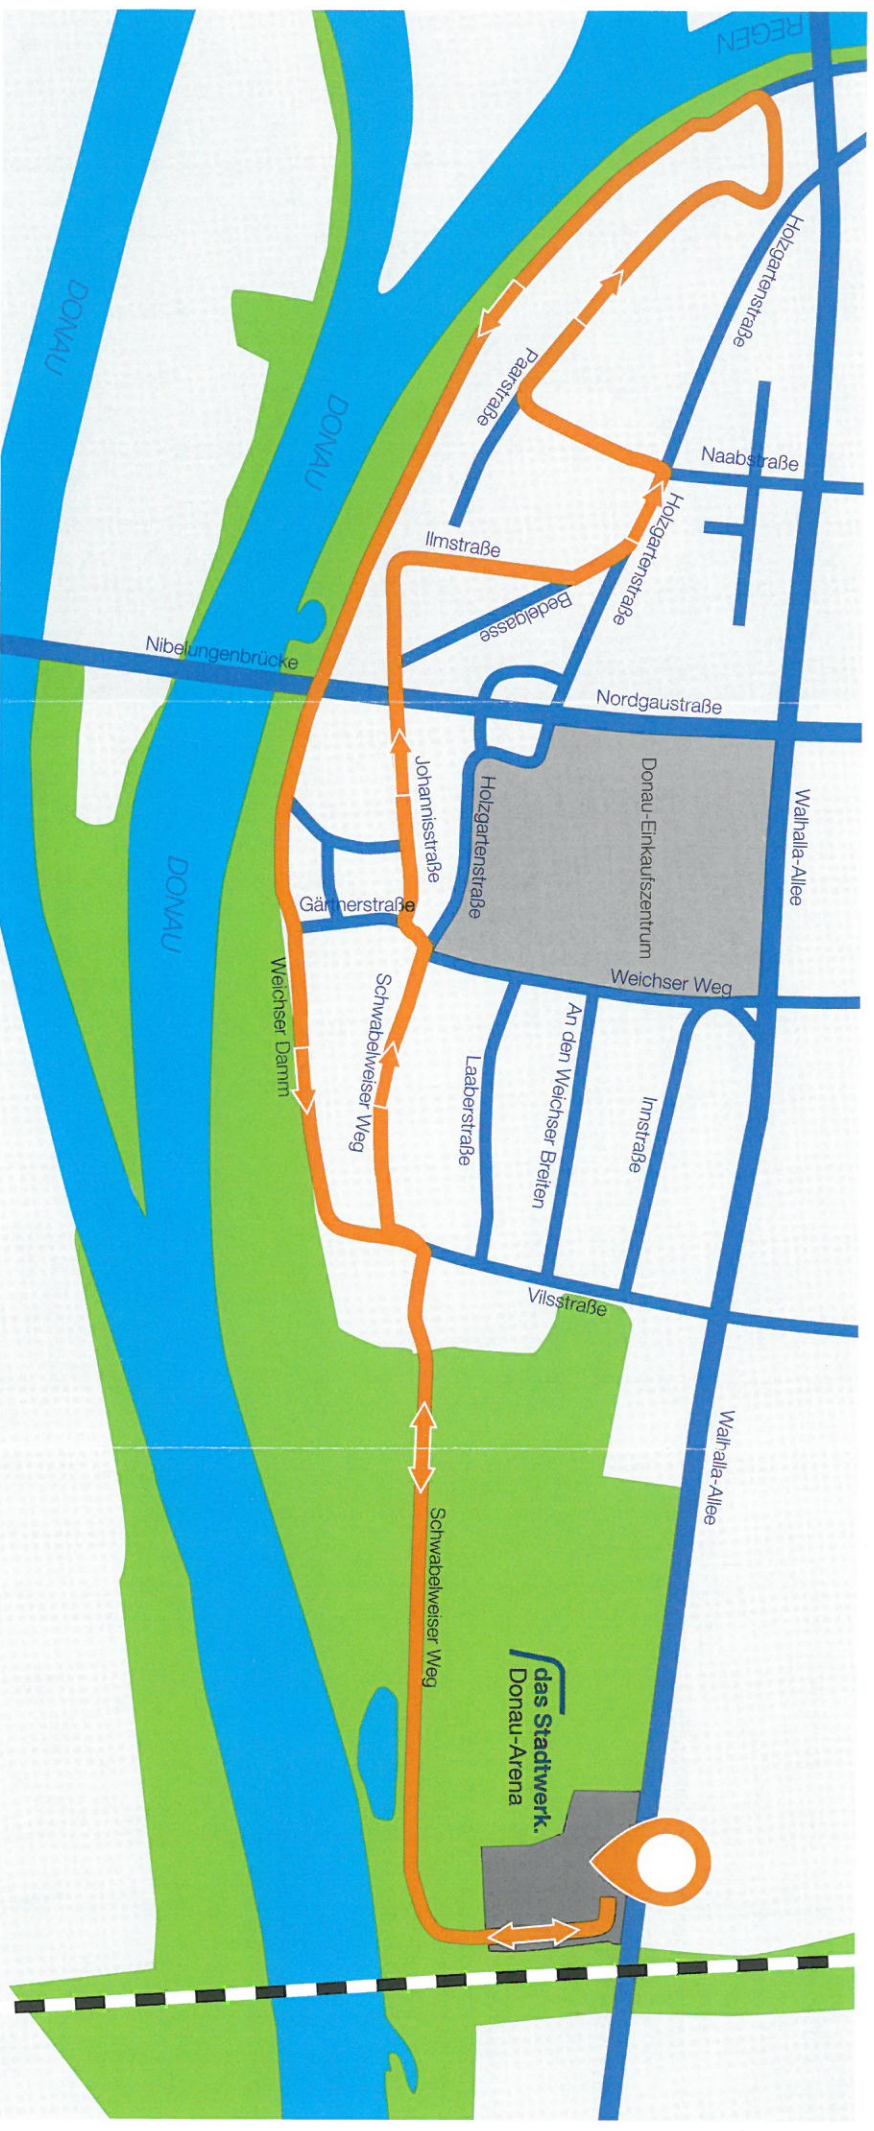 REGEN
Holzgartenstraße
DONAU
Paarstraße
DONAU
Naabstraße
Holzgartenstraße
Ilmstraße
Bedelgasse
Nibelungenbrücke
Nordgaustraße
Donau-Einkaufszentrum
Walhalla-Allee
Johannisstraße
Holzgartenstraße
DONAU
Gärtnerstraße
Weichser Weg
Weichser Damm
Schwabelweiser Weg
Laaberstraße
An den Weichser Breiten
Innstraße
Vilsstraße
Walhalla-Allee
Schwabelweiser Weg
das Stadtwerk.
Donau-Arena